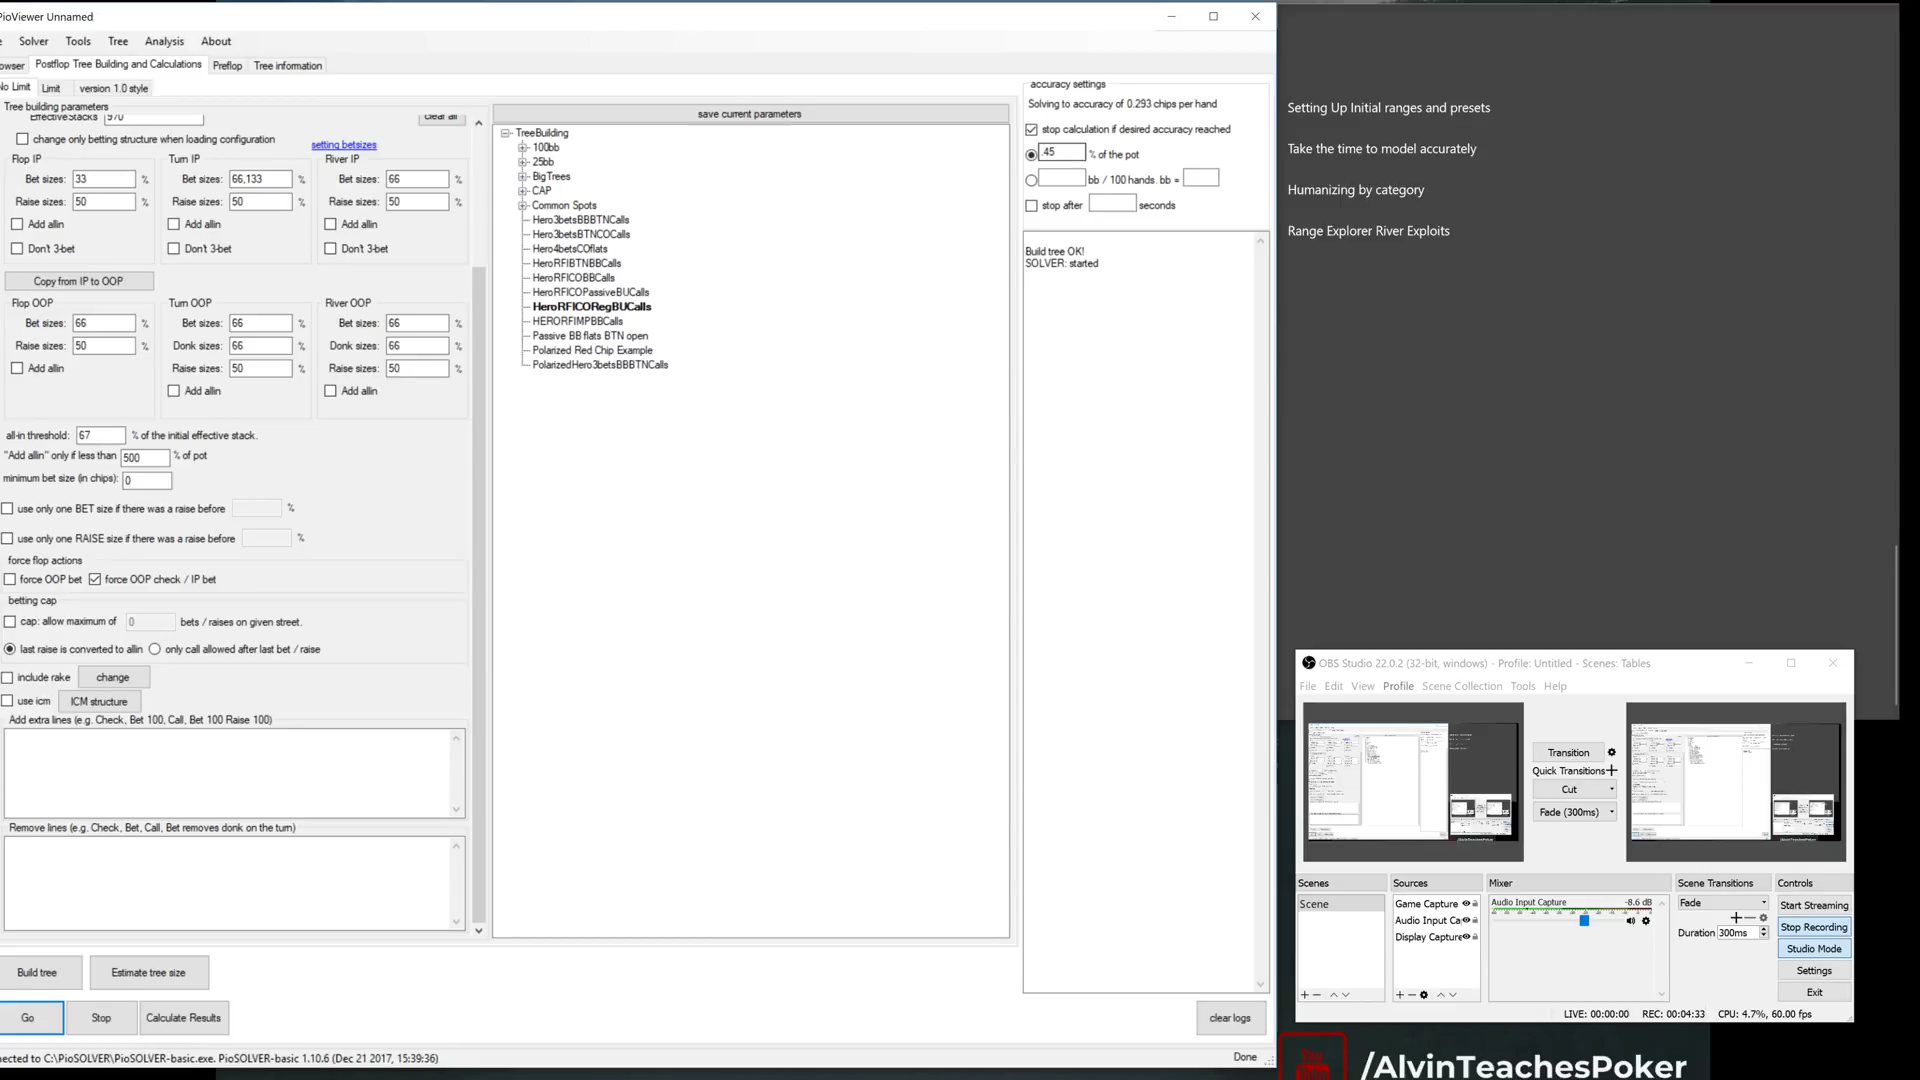 PioViewer Unnamed
Solver Tools Tree Analysis About
Postflop Tree Building and Calculations Preflop Tree information
No Limit Limit version 1.0 style
Tree building parameters
EffectiveStacks 970 clear all
change only betting structure when loading configuration
setting betsizes
Flop IP Turn IP River IP
Bet sizes: 33 % Bet sizes: 66,133 % Bet sizes: 66 %
Raise sizes: 50 % Raise sizes: 50 % Raise sizes: 50 %
Add allin Add allin Add allin
Don't 3-bet Don't 3-bet Don't 3-bet
Copy from IP to OOP
Flop OOP Turn OOP River OOP
Bet sizes: 66 % Bet sizes: 66 % Bet sizes: 66 %
Raise sizes: 50 % Donk sizes: 66 % Donk sizes: 66 %
Add allin Raise sizes: 50 % Raise sizes: 50 %
Add allin Add allin
all-in threshold: 67 % of the initial effective stack.
"Add allin" only if less than 500 % of pot
minimum bet size (in chips): 0
use only one BET size if there was a raise before %
use only one RAISE size if there was a raise before %
force flop actions
force OOP bet force OOP check / IP bet
betting cap
cap: allow maximum of 0 bets / raises on given street.
last raise is converted to allin only call allowed after last bet / raise
include rake change
use icm ICM structure
Add extra lines (e.g. Check, Bet 100, Call, Bet 100 Raise 100)
Remove lines (e.g. Check, Bet, Call, Bet removes donk on the turn)
Build tree Estimate tree size
Go Stop Calculate Results
nected to C:\PioSOLVER\PioSOLVER-basic.exe. PioSOLVER-basic 1.10.6 (Dec 21 2017, 15:39:36)
save current parameters
TreeBuilding
100bb
25bb
BigTrees
CAP
Common Spots
Hero3betsBBBTNCalls
Hero3betsBTNCOCalls
Hero4betsCOflats
HeroRFIBTNBBCalls
HeroRFICOBBCalls
HeroRFICOPassiveBUCalls
HeroRFICORegBUCalls
HERORFIMPBBCalls
Passive BB flats BTN open
Polarized Red Chip Example
PolarizedHero3betsBBBTNCalls
accuracy settings
Solving to accuracy of 0.293 chips per hand
stop calculation if desired accuracy reached
.45 % of the pot
bb / 100 hands. bb =
stop after seconds
Build tree OK!
SOLVER: started
clear logs
Done
Setting Up Initial ranges and presets
Take the time to model accurately
Humanizing by category
Range Explorer River Exploits
OBS Studio 22.0.2 (32-bit, windows) - Profile: Untitled - Scenes: Tables
File Edit View Profile Scene Collection Tools Help
Transition
Quick Transitions
Cut
Fade (300ms)
Scenes Sources Mixer Scene Transitions Controls
Scene
Game Capture
Audio Input Ca
Display Capture
Audio Input Capture -8.6 dB
Fade
Duration 300ms
Start Streaming
Stop Recording
Studio Mode
Settings
Exit
LIVE: 00:00:00 REC: 00:04:33 CPU: 4.7%, 60.00 fps
/AlvinTeachesPoker